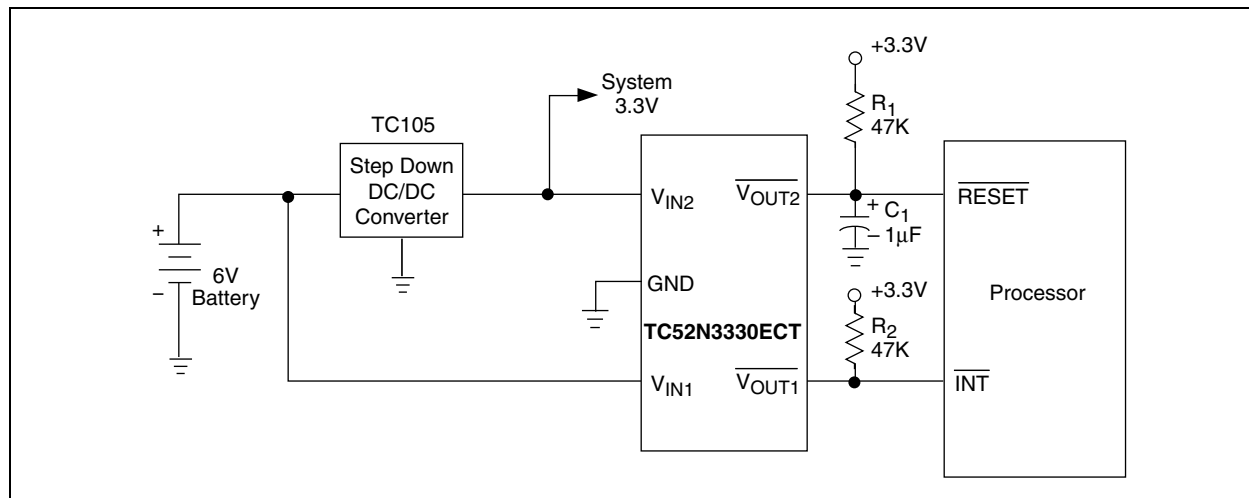 +3.3V
System
3.3V
R1
47K
TC105
Step Down
DC/DC
Converter
VIN2
VOUT2
RESET
+
C1
– 1μF
+
6V
Battery
–
GND
+3.3V
Processor
TC52N3330ECT
R2
47K
VIN1
VOUT1
INT